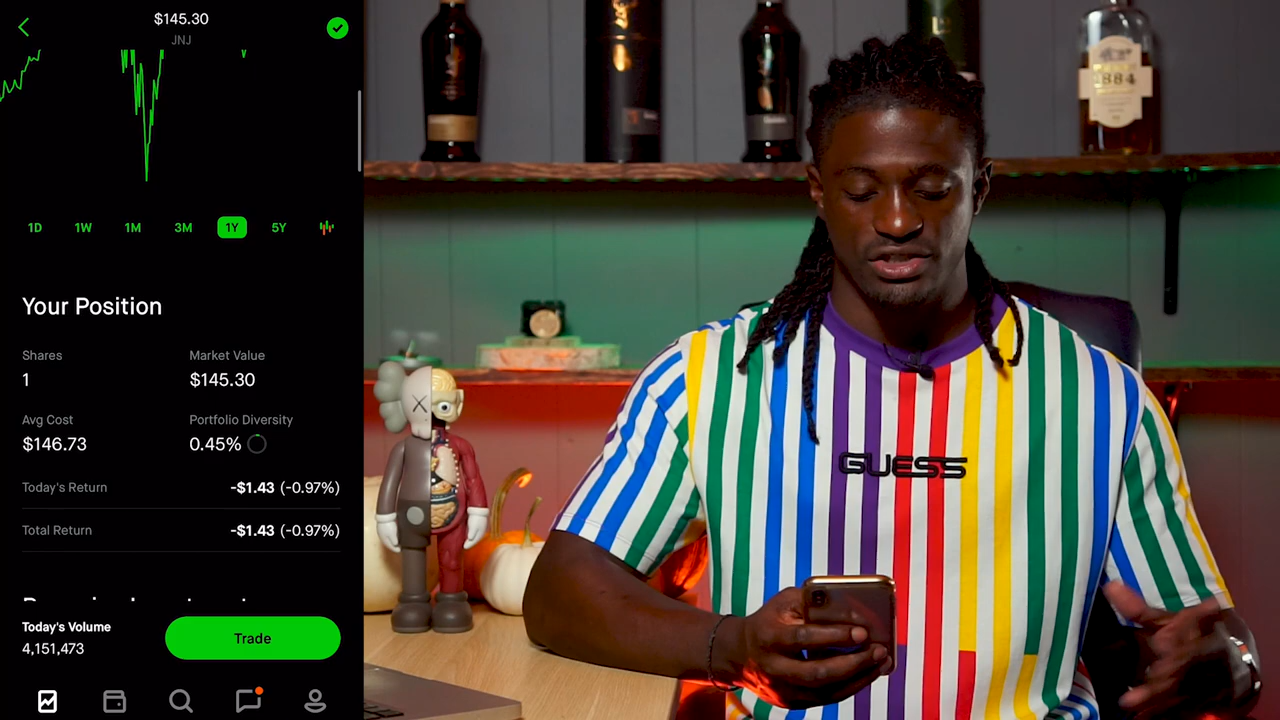 $145.30
JNJ
1D 1W 1M 3M 1Y 5Y
Your Position
Shares Market Value
1 $145.30
Avg Cost Portfolio Diversity
$146.73 0.45%
Today's Return -$1.43 (-0.97%)
Total Return -$1.43 (-0.97%)
Today's Volume
4,151,473
Trade
1884
GUESS